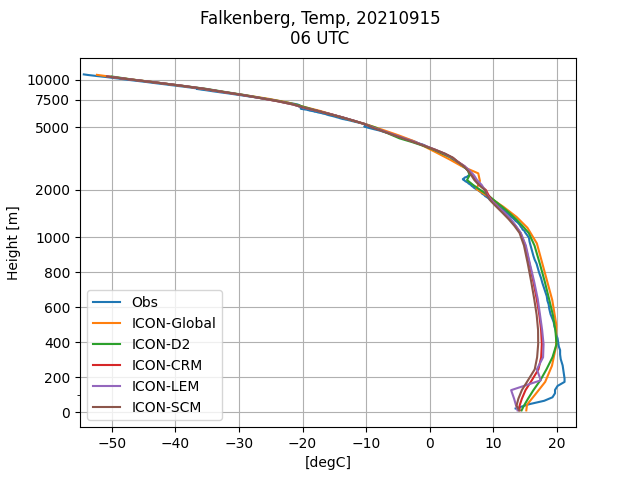 Falkenberg, Temp, 20210915
06 UTC
10000
7500
5000
2000
1000
800
600
400
200
0
Height [m]
Obs
ICON-Global
ICON-D2
ICON-CRM
ICON-LEM
ICON-SCM
−50 −40 −30 −20 −10 0 10 20
[degC]